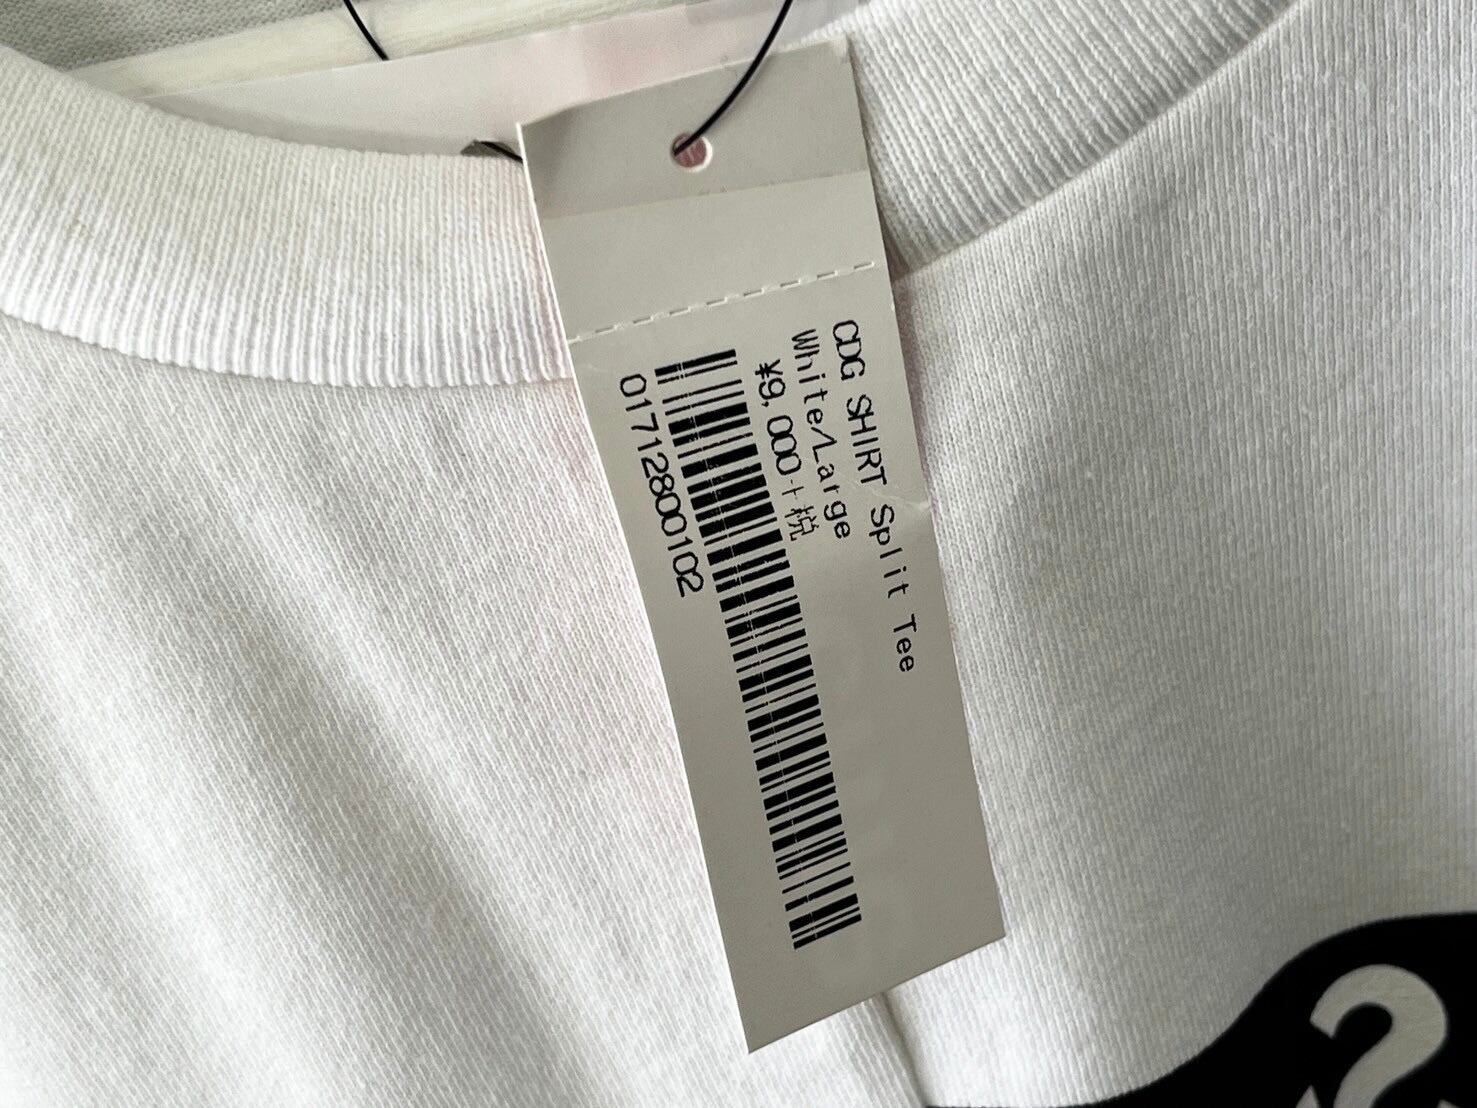 CDG SHIRT Split Tee
White/Large
¥9,000+税
01712800102
S